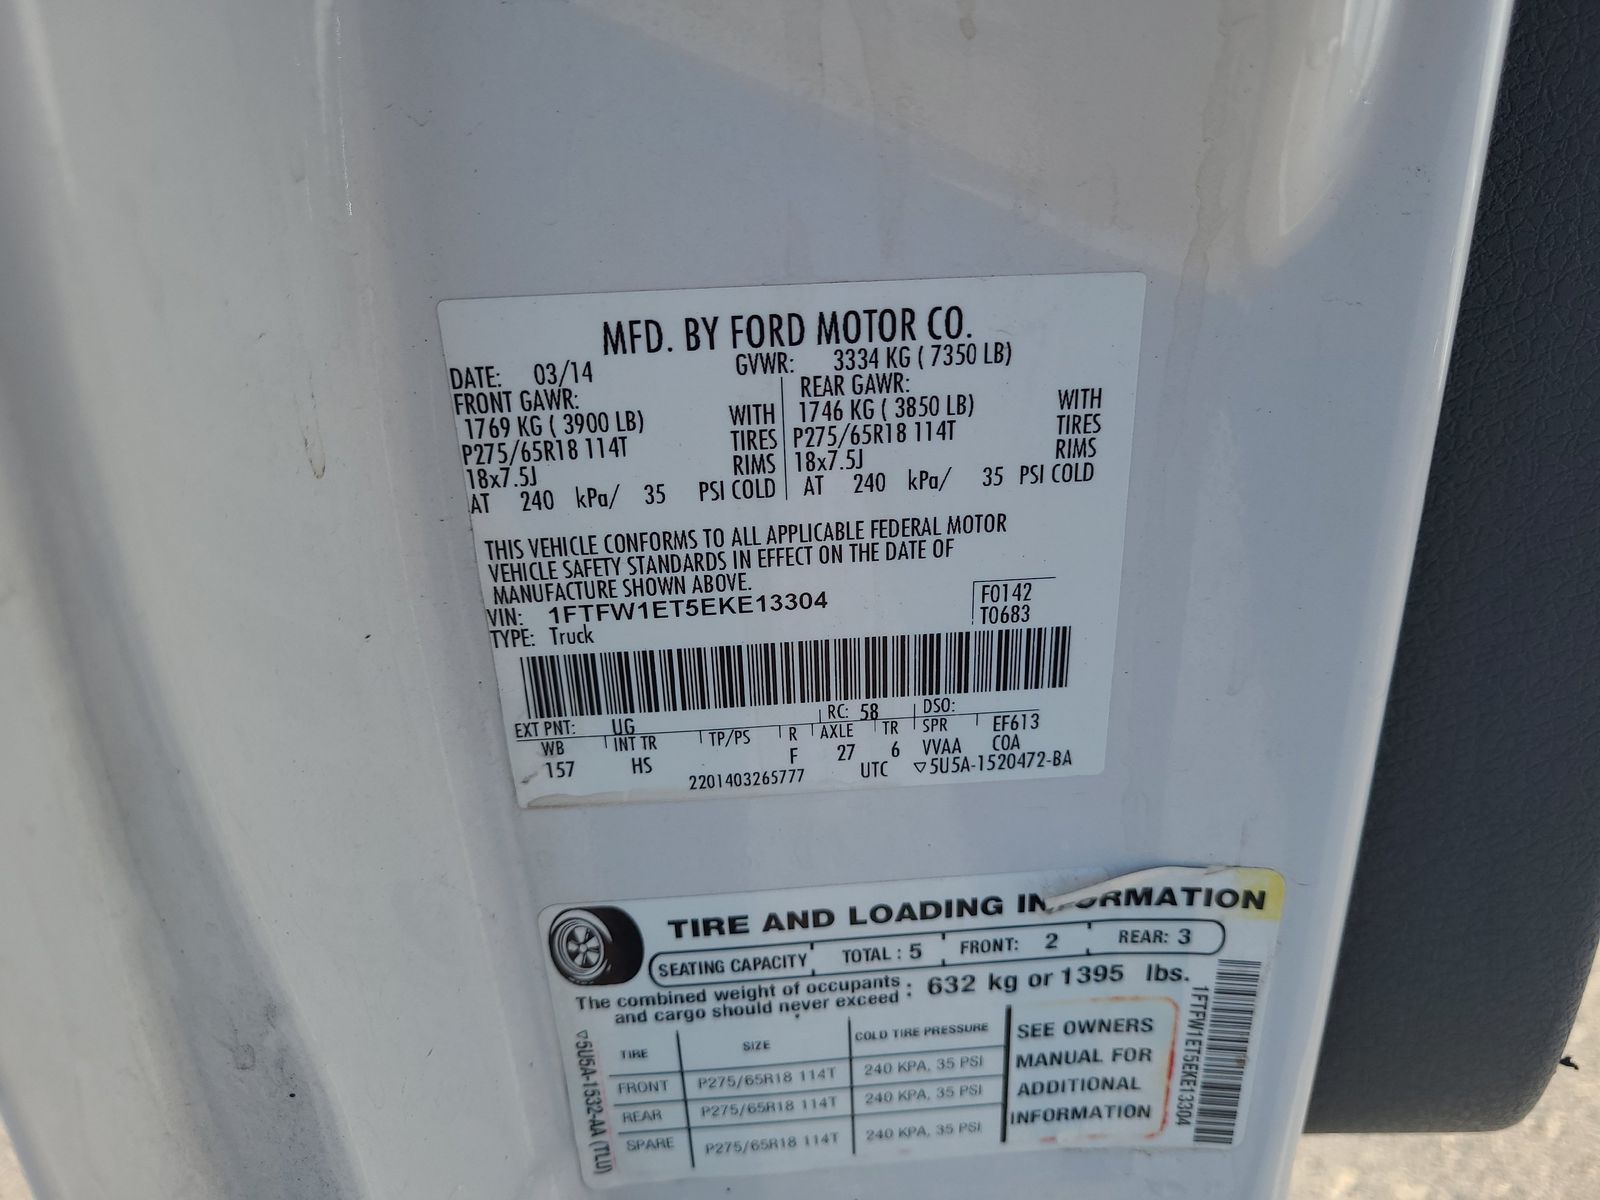 MFD. BY FORD MOTOR CO.
DATE: 03/14 GVWR: 3334 KG ( 7350 LB)
FRONT GAWR: REAR GAWR:
1769 KG ( 3900 LB) WITH 1746 KG ( 3850 LB) WITH
P275/65R18 114T TIRES P275/65R18 114T TIRES
18x7.5J RIMS 18x7.5J RIMS
AT 240 kPa/ 35 PSI COLD AT 240 kPa/ 35 PSI COLD
THIS VEHICLE CONFORMS TO ALL APPLICABLE FEDERAL MOTOR
VEHICLE SAFETY STANDARDS IN EFFECT ON THE DATE OF
MANUFACTURE SHOWN ABOVE.
VIN: 1FTFW1ET5EKE13304 F0142
TYPE: Truck T0683
EXT PNT: UG RC: 58 DSO:
WB INT TR TP/PS R AXLE TR SPR EF613
157 HS F 27 6 VVAA COA
2201403265777 UTC ▽5U5A-1520472-BA
TIRE AND LOADING INFORMATION
SEATING CAPACITY TOTAL : 5 FRONT: 2 REAR: 3
The combined weight of occupants
and cargo should never exceed : 632 kg or 1395 lbs.
TIRE SIZE COLD TIRE PRESSURE
FRONT P275/65R18 114T 240 KPA, 35 PSI
REAR P275/65R18 114T 240 KPA, 35 PSI
SPARE P275/65R18 114T 240 KPA, 35 PSI
SEE OWNERS
MANUAL FOR
ADDITIONAL
INFORMATION
▽5U5A-1532-AA (TLU)
1FTFW1ET5EKE13304